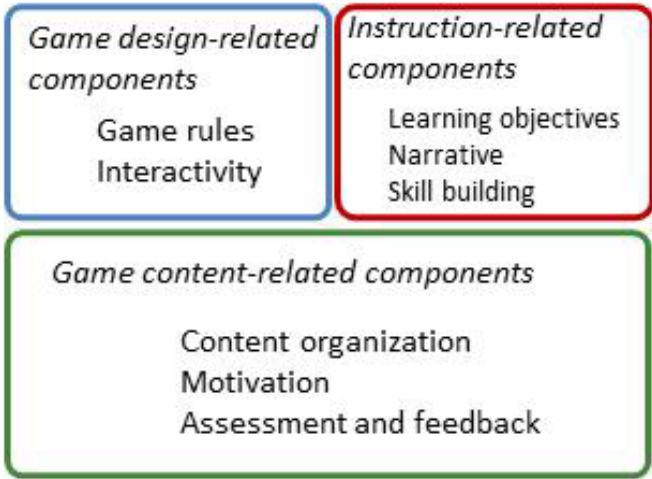 Game design-related
components
Game rules
Interactivity
Instruction-related
components
Learning objectives
Narrative
Skill building
Game content-related components
Content organization
Motivation
Assessment and feedback